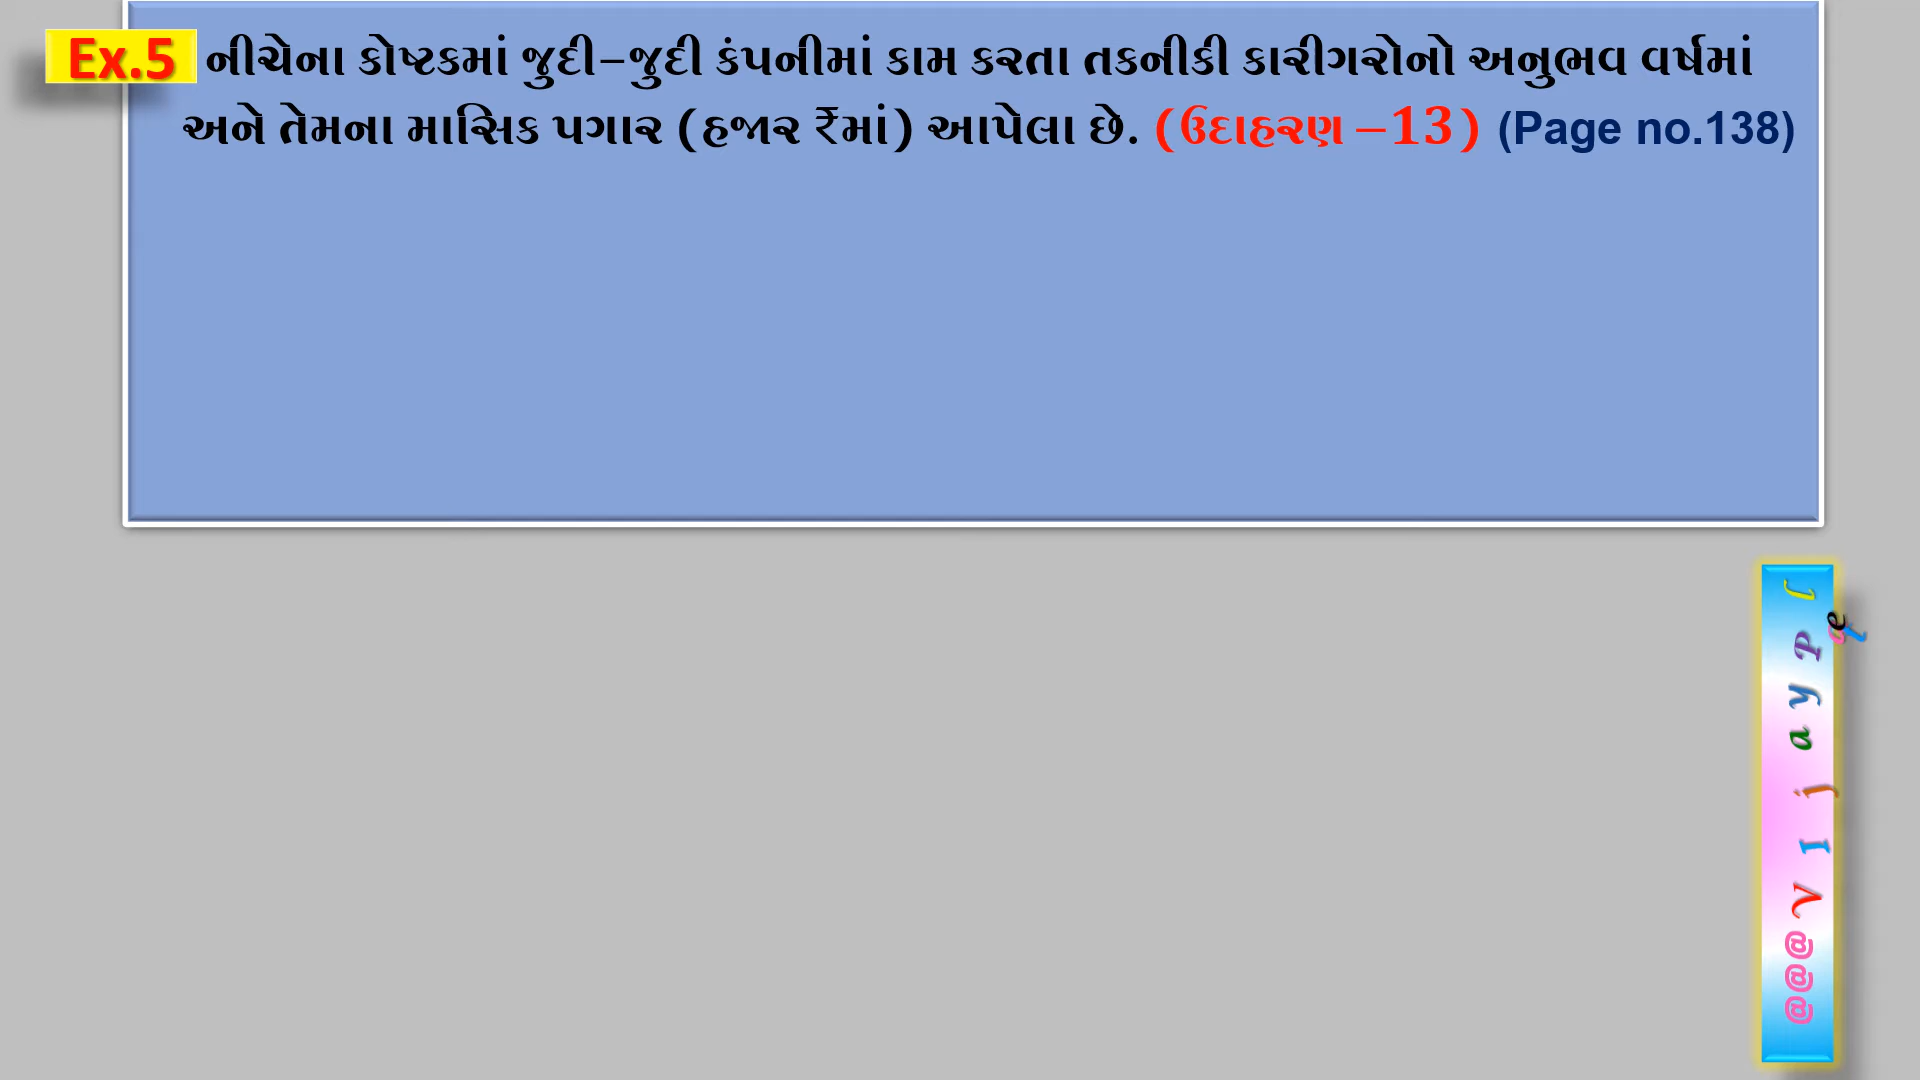 Ex.5 નીચેના કોષ્ટકમાં જુદી–જુદી કંપનીમાં કામ કરતા તકનીકી કારીગરોનો અનુભવ વર્ષમાં
અને તેમના માસિક પગાર (હજાર ₹માં) આપેલા છે. (ઉદાહરણ –13) (Page no.138)
@@@VIjayPatel